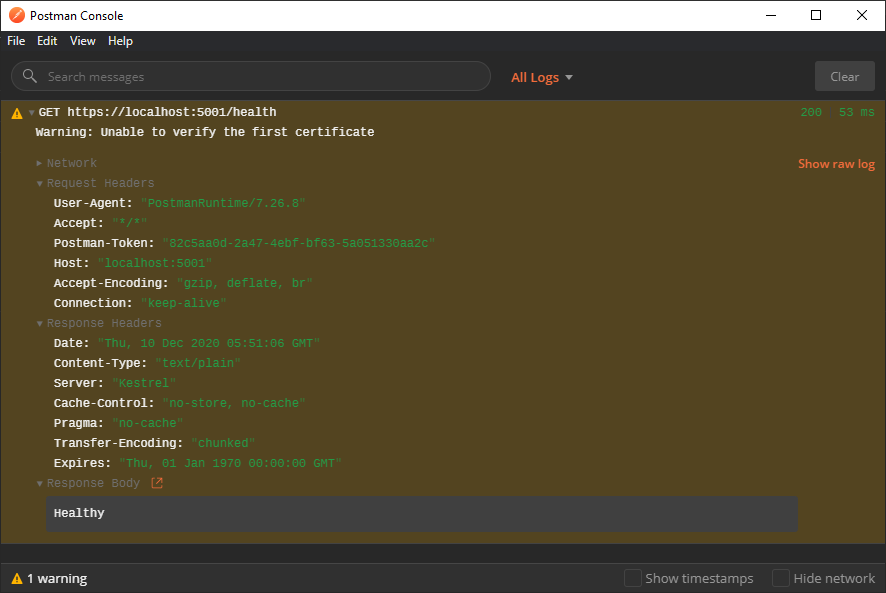 Postman Console
File Edit View Help
Search messages All Logs Clear
GET https://localhost:5001/health 200 53 ms
Warning: Unable to verify the first certificate
Network Show raw log
Request Headers
User-Agent: "PostmanRuntime/7.26.8"
Accept: "*/*"
Postman-Token: "82c5aa0d-2a47-4ebf-bf63-5a051330aa2c"
Host: "localhost:5001"
Accept-Encoding: "gzip, deflate, br"
Connection: "keep-alive"
Response Headers
Date: "Thu, 10 Dec 2020 05:51:06 GMT"
Content-Type: "text/plain"
Server: "Kestrel"
Cache-Control: "no-store, no-cache"
Pragma: "no-cache"
Transfer-Encoding: "chunked"
Expires: "Thu, 01 Jan 1970 00:00:00 GMT"
Response Body
Healthy
1 warning Show timestamps Hide network